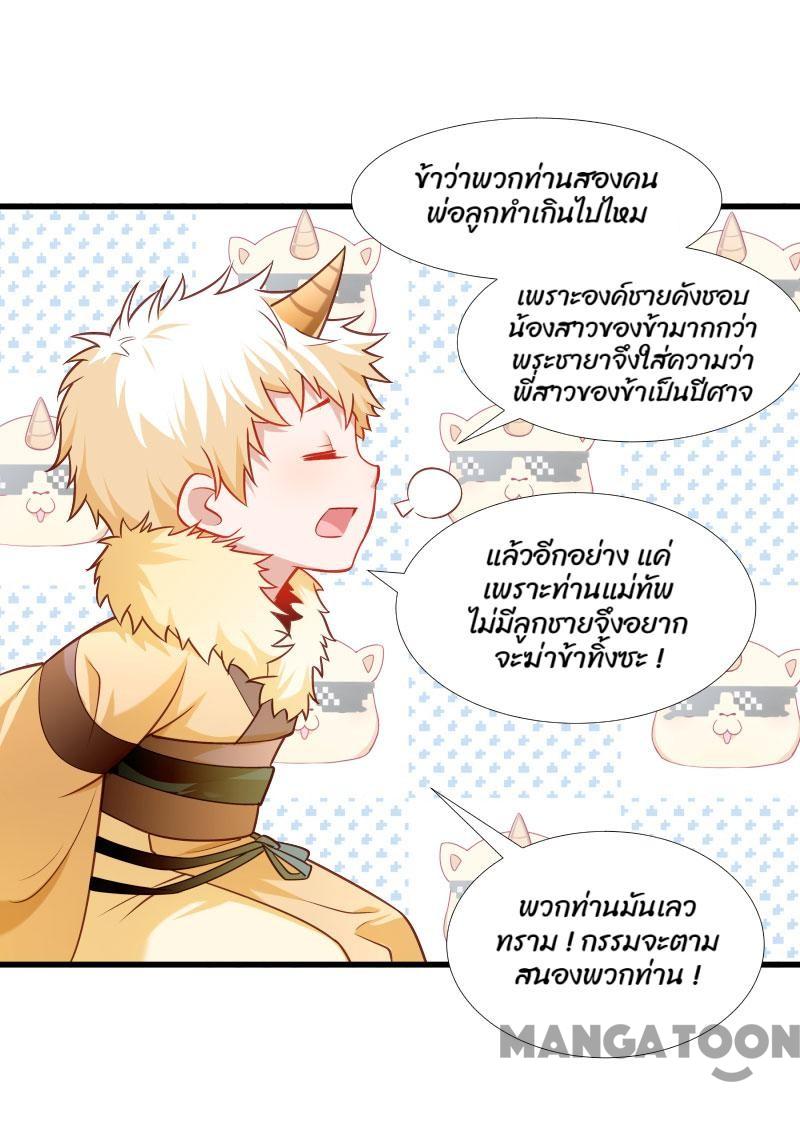 ข้าว่าพวกท่านสองคน
พ่อลูกทำเกินไปไหม
เพราะองค์ชายคังชอบ
น้องสาวของข้ามากกว่า
พระชายาจึงใส่ความว่า
พี่สาวของข้าเป็นปีศาจ
แล้วอีกอย่าง แค่
เพราะท่านแม่ทัพ
ไม่มีลูกชายจึงอยาก
จะฆ่าข้าทิ้งซะ !
พวกท่านมันเลว
ทราม ! กรรมจะตาม
สนองพวกท่าน !
MANGATOON